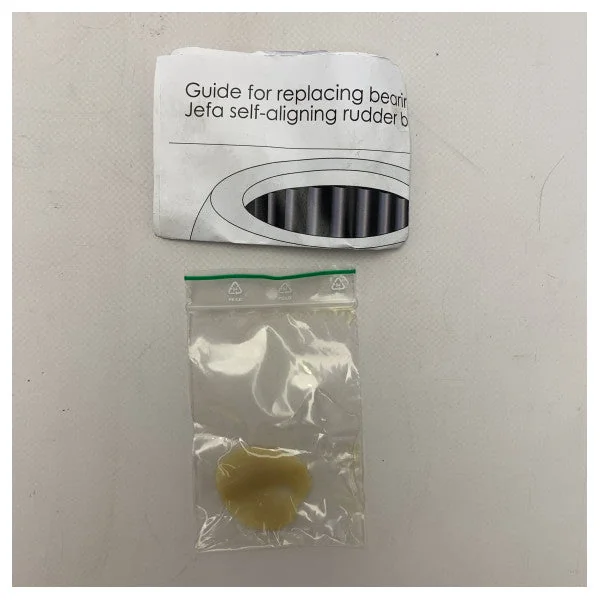 Guide for replacing bearin
Jefa self-aligning rudder b